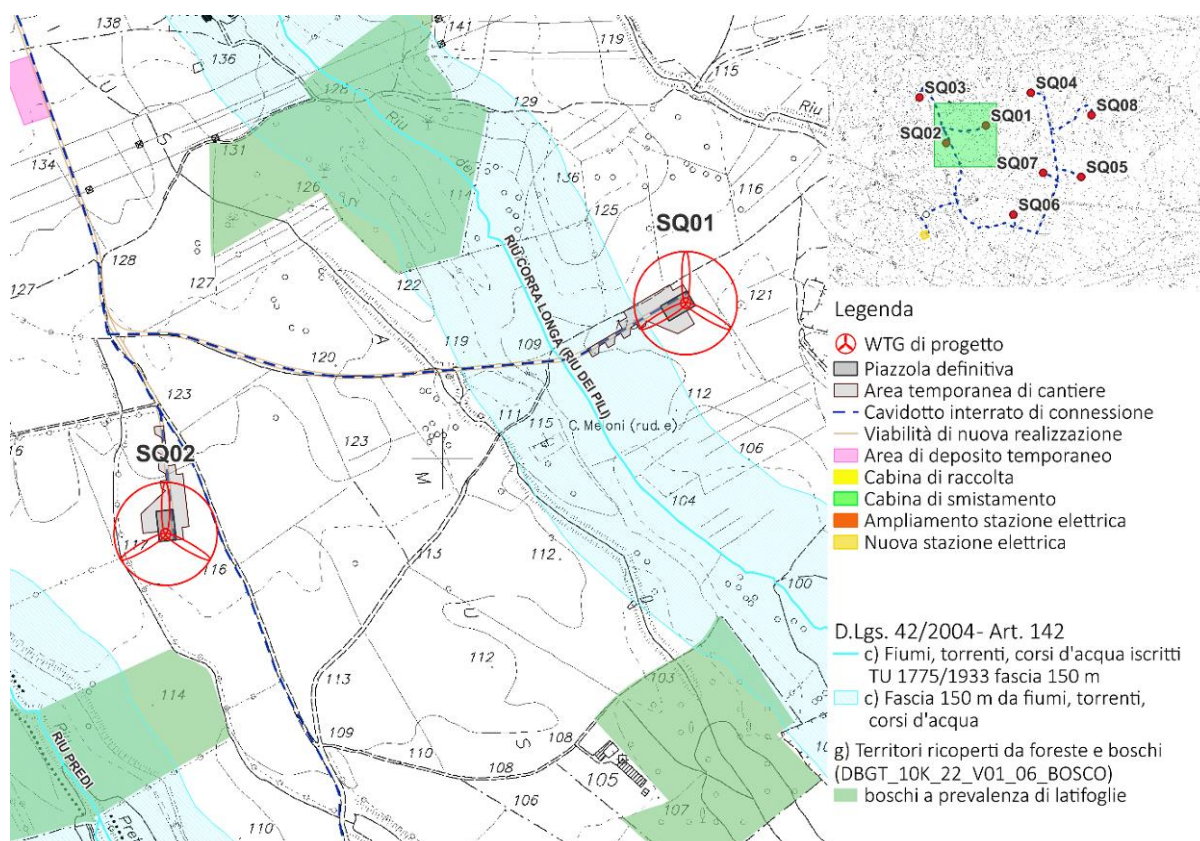 138
136
141
119
115
Riu
128
129
Riu
134
131
126
dei
114
136
116
125
S
U
128
127
122
121
SQ01
RIU CORRA LONGA (RIU DEI PILI)
119
109
120
A
123
112
111
115
C. Meloni (rud.e)
106
123
16
SQ02
M
104
117
116
113
112
100
U
112
114
113
103
109
110
108
S
108
105
106
107
110
RIU PREDI
SQ03
SQ04
SQ08
SQ01
SQ02
SQ07
SQ05
SQ06
Legenda
WTG di progetto
Piazzola definitiva
Area temporanea di cantiere
Cavidotto interrato di connessione
Viabilità di nuova realizzazione
Area di deposito temporaneo
Cabina di raccolta
Cabina di smistamento
Ampliamento stazione elettrica
Nuova stazione elettrica
D.Lgs. 42/2004- Art. 142
c) Fiumi, torrenti, corsi d'acqua iscritti
TU 1775/1933 fascia 150 m
c) Fascia 150 m da fiumi, torrenti,
corsi d'acqua
g) Territori ricoperti da foreste e boschi
(DBGT_10K_22_V01_06_BOSCO)
boschi a prevalenza di latifoglie